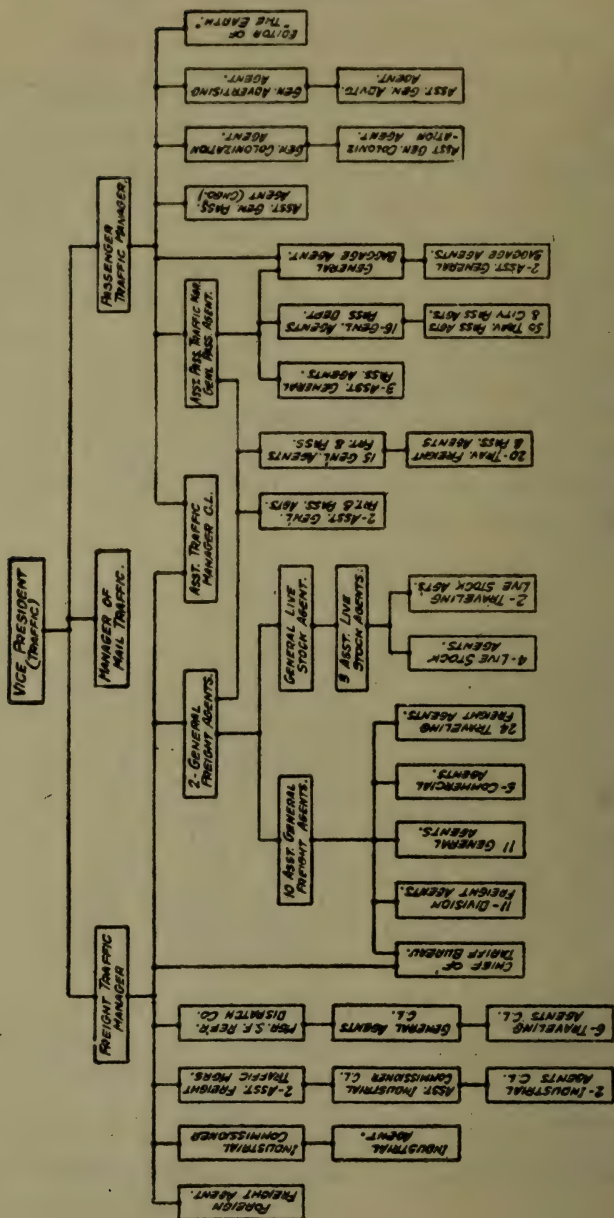 VICE PRESIDENT
(TRAFFIC)
FREIGHT TRAFFIC
MANAGER
MANAGER OF
MAIL TRAFFIC.
PASSENGER
TRAFFIC MANAGER.
2-GENERAL
FREIGHT AGENTS.
ASST. TRAFFIC
MANAGER C.L.
ASST. PASS. TRAFFIC MGR.
GENL. PASS. AGENT.
10 ASST. GENERAL
FREIGHT AGENTS.
GENERAL LIVE
STOCK AGENT.
3 ASST. LIVE
STOCK AGENTS.
FOREIGN
FREIGHT AGENT.
INDUSTRIAL
COMMISSIONER
INDUSTRIAL
AGENT.
2-ASST. FREIGHT
TRAFFIC MGRS.
ASST. INDUSTRIAL
COMMISSIONER C.L.
2-INDUSTRIAL
AGENTS C.L.
MGR. S.F. REF'R.
DISPATCH CO.
GENERAL AGENTS
C.L.
6-TRAVELING
AGENTS C.L.
CHIEF OF
TARIFF BUREAU.
11-DIVISION
FREIGHT AGENTS.
11 GENERAL
AGENTS.
6-COMMERCIAL
AGENTS.
24 TRAVELING
FREIGHT AGENTS.
4-LIVE STOCK
AGENTS.
2-TRAVELING
LIVE STOCK AGTS.
2-ASST. GENL.
FRT. & PASS. AGTS.
15 GENL. AGENTS
FRT. & PASS.
20-TRAV. FREIGHT
& PASS. AGENTS
3-ASST. GENERAL
PASS. AGENTS.
16-GENL. AGENTS
PASS. DEPT.
50 TRAV. PASS AGTS
& CITY PASS AGTS.
GENERAL
BAGGAGE AGENT.
2-ASST. GENERAL
BAGGAGE AGENTS.
ASST. GEN. PASS.
AGENT (CHGO.)
GEN. COLONIZATION
AGENT.
ASST GEN. COLONIZ
-ATION AGENT.
GEN. ADVERTISING
AGENT.
ASST. GEN. ADVTG.
AGENT.
EDITOR OF
"THE EARTH".